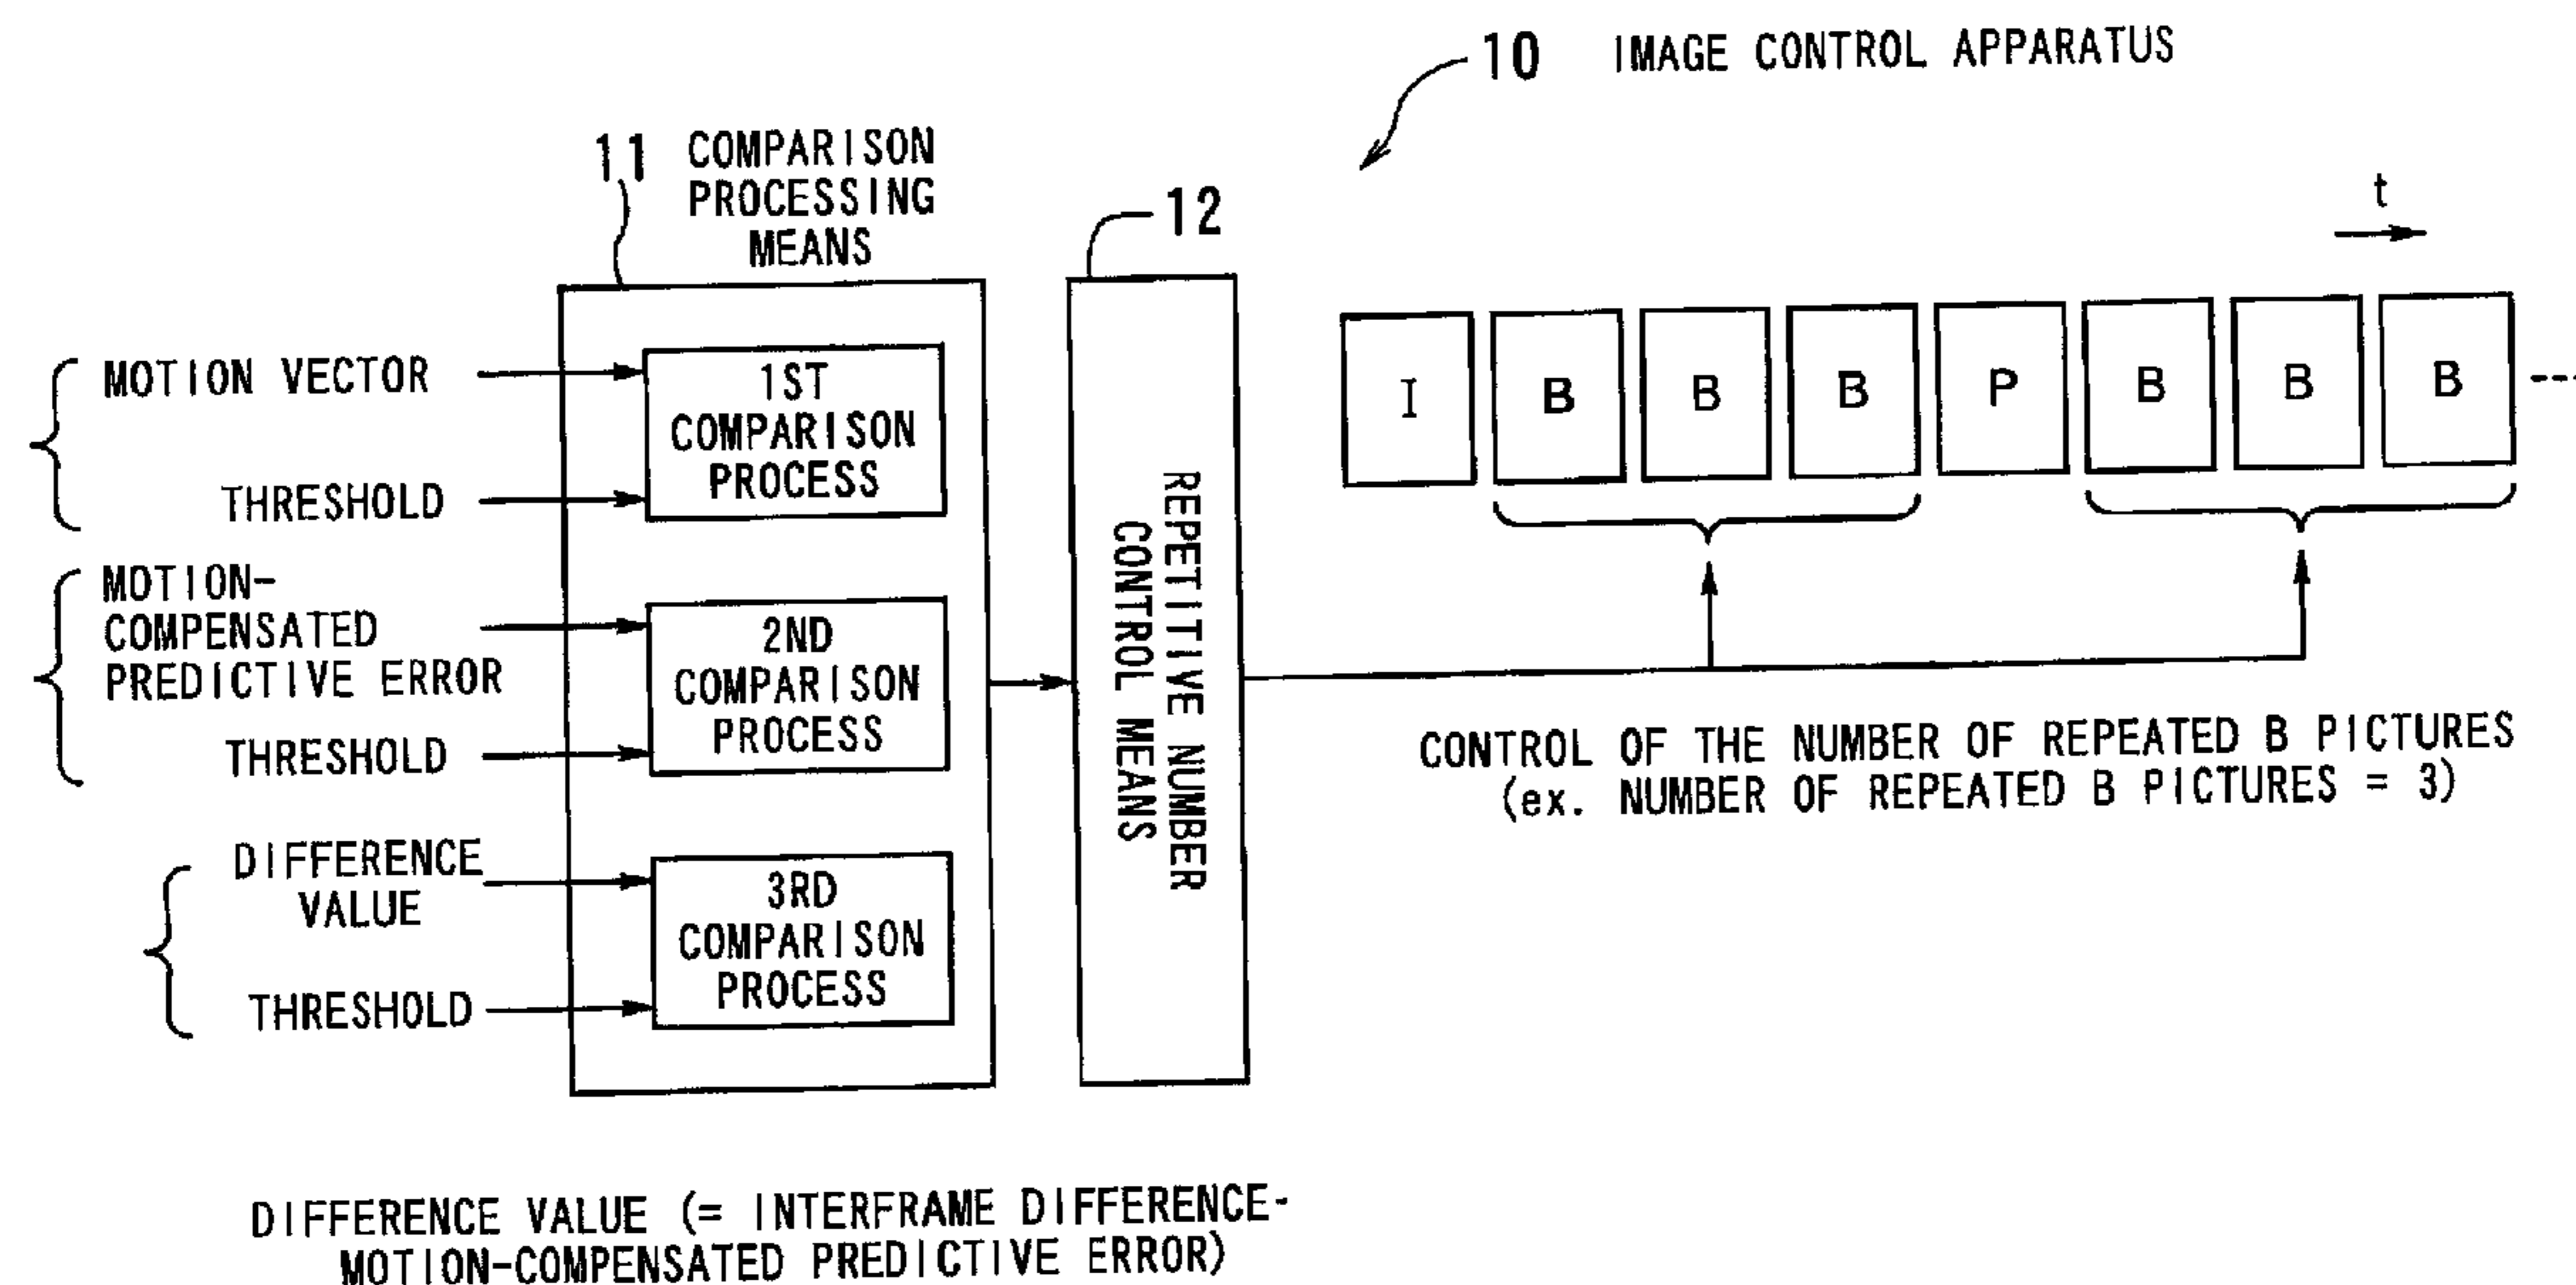 10 IMAGE CONTROL APPARATUS
11 COMPARISON
PROCESSING
MEANS
12
t
MOTION VECTOR
THRESHOLD
1ST
COMPARISON
PROCESS
MOTION-
COMPENSATED
PREDICTIVE ERROR
THRESHOLD
2ND
COMPARISON
PROCESS
DIFFERENCE
VALUE
THRESHOLD
3RD
COMPARISON
PROCESS
REPETITIVE NUMBER
CONTROL MEANS
I B B B P B B B ---
CONTROL OF THE NUMBER OF REPEATED B PICTURES
(ex. NUMBER OF REPEATED B PICTURES = 3)
DIFFERENCE VALUE (= INTERFRAME DIFFERENCE-
MOTION-COMPENSATED PREDICTIVE ERROR)